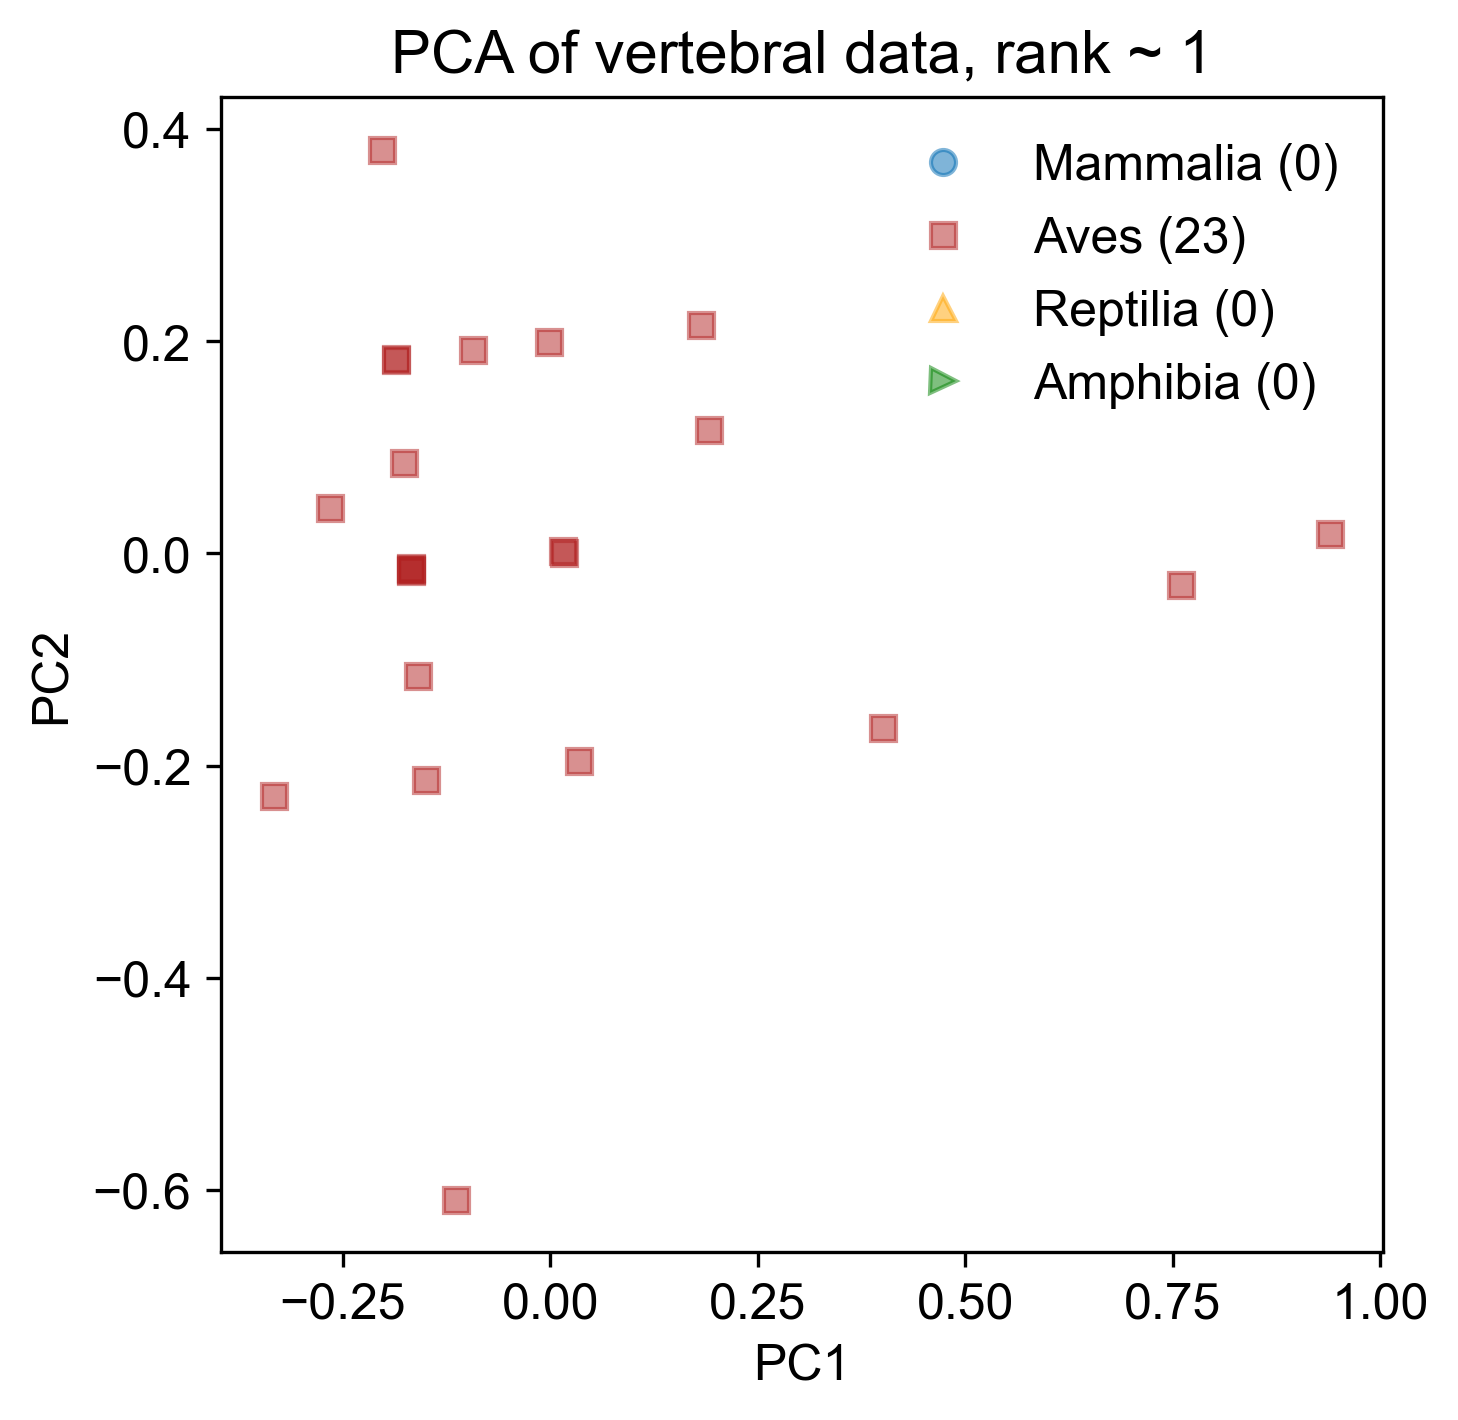 PCA of vertebral data, rank ~ 1
Mammalia (0)
Aves (23)
Reptilia (0)
Amphibia (0)
0.4
0.2
0.0
−0.2
−0.4
−0.6
PC2
−0.25 0.00 0.25 0.50 0.75 1.00
PC1